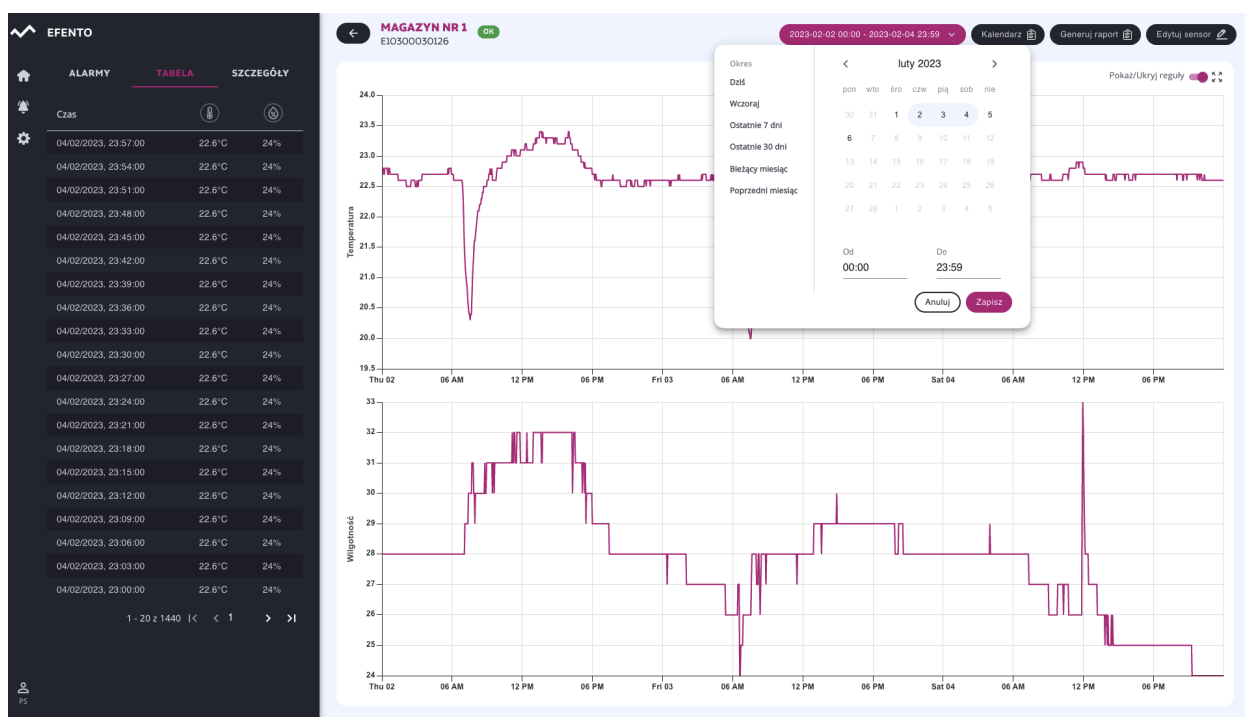 EFENTO
MAGAZYN NR 1 OK
E10300030126
2023-02-02 00:00 - 2023-02-04 23:59
Kalendarz
Generuj raport
Edytuj sensor
ALARMY TABELA SZCZEGÓŁY
Czas
04/02/2023, 23:57:00 22.6°C 24%
04/02/2023, 23:54:00 22.6°C 24%
04/02/2023, 23:51:00 22.6°C 24%
04/02/2023, 23:48:00 22.6°C 24%
04/02/2023, 23:45:00 22.6°C 24%
04/02/2023, 23:42:00 22.6°C 24%
04/02/2023, 23:39:00 22.6°C 24%
04/02/2023, 23:36:00 22.6°C 24%
04/02/2023, 23:33:00 22.6°C 24%
04/02/2023, 23:30:00 22.6°C 24%
04/02/2023, 23:27:00 22.6°C 24%
04/02/2023, 23:24:00 22.6°C 24%
04/02/2023, 23:21:00 22.6°C 24%
04/02/2023, 23:18:00 22.6°C 24%
04/02/2023, 23:15:00 22.6°C 24%
04/02/2023, 23:12:00 22.6°C 24%
04/02/2023, 23:09:00 22.6°C 24%
04/02/2023, 23:06:00 22.6°C 24%
04/02/2023, 23:03:00 22.6°C 24%
04/02/2023, 23:00:00 22.6°C 24%
1 - 20 z 1440 1
PS
Pokaż/Ukryj reguły
Okres
Dziś
Wczoraj
Ostatnie 7 dni
Ostatnie 30 dni
Bieżący miesiąc
Poprzedni miesiąc
luty 2023
pon wto śro czw pią sob nie
30 31 1 2 3 4 5
6 7 8 9 10 11 12
13 14 15 16 17 18 19
20 21 22 23 24 25 26
27 28 1 2 3 4 5
Od Do
00:00 23:59
Anuluj Zapisz
Temperatura
24.0
23.5
23.0
22.5
22.0
21.5
21.0
20.5
20.0
19.5
Thu 02 06 AM 12 PM 06 PM Fri 03 06 AM 12 PM 06 PM Sat 04 06 AM 12 PM 06 PM
Wilgotność
33
32
31
30
29
28
27
26
25
24
Thu 02 06 AM 12 PM 06 PM Fri 03 06 AM 12 PM 06 PM Sat 04 06 AM 12 PM 06 PM